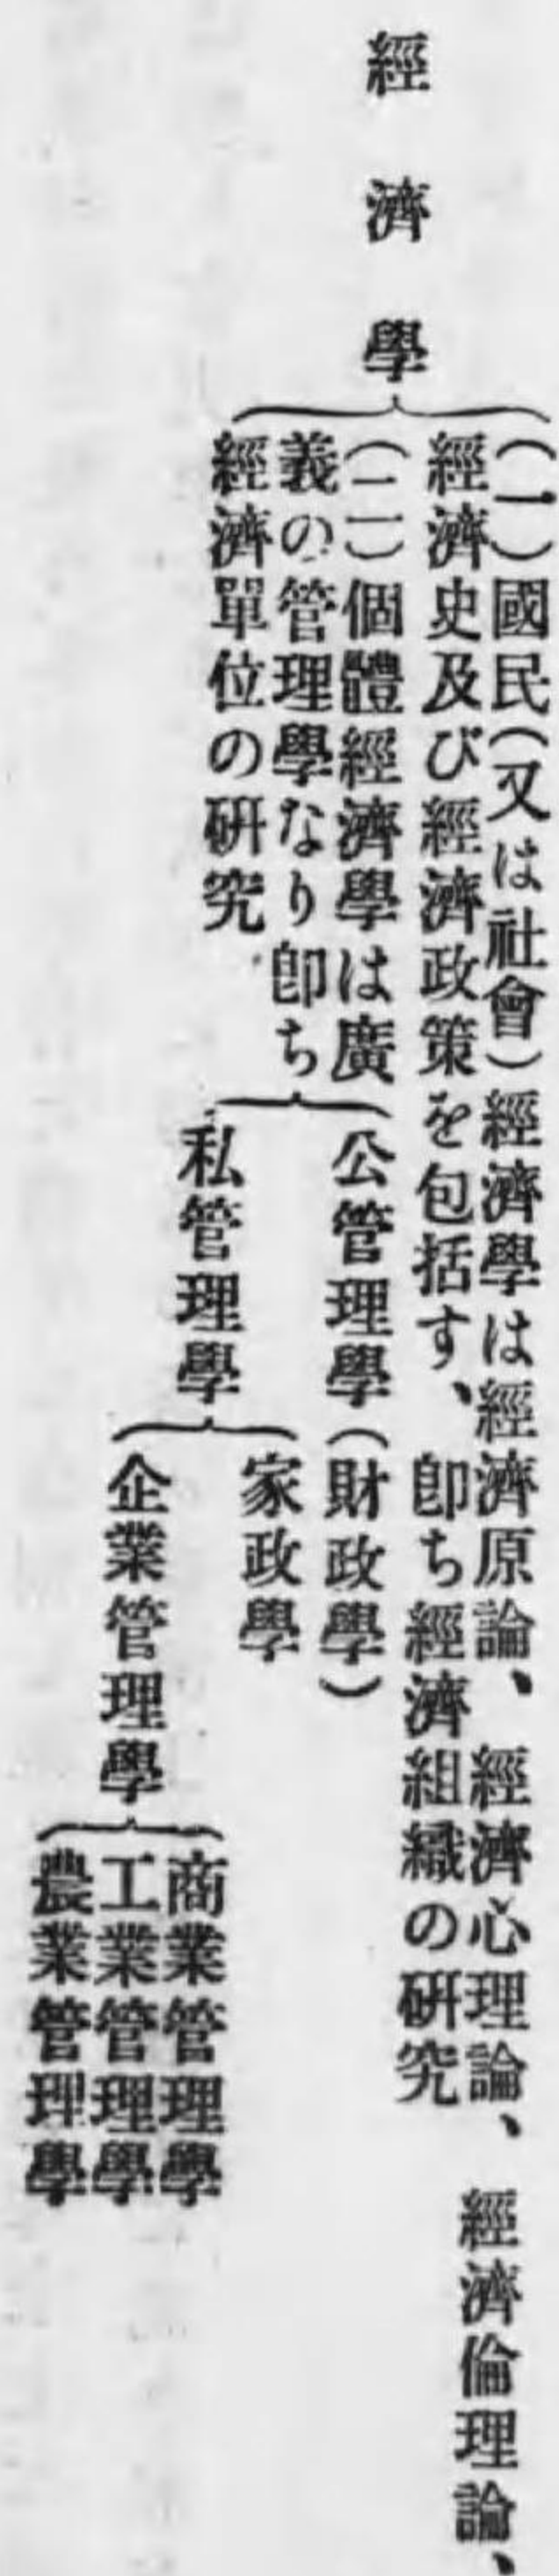 經濟學
(一)國民(又は社會)經濟學は經濟原論、經濟心理論、經濟倫理論、
經濟史及び經濟政策を包括す、卽ち經濟組織の硏究
(二)個體經濟學は廣
義の管理學なり卽ち
經濟單位の硏究
公管理學(財政學)
私管理學
家政學
企業管理學
商業管理學
工業管理學
農業管理學